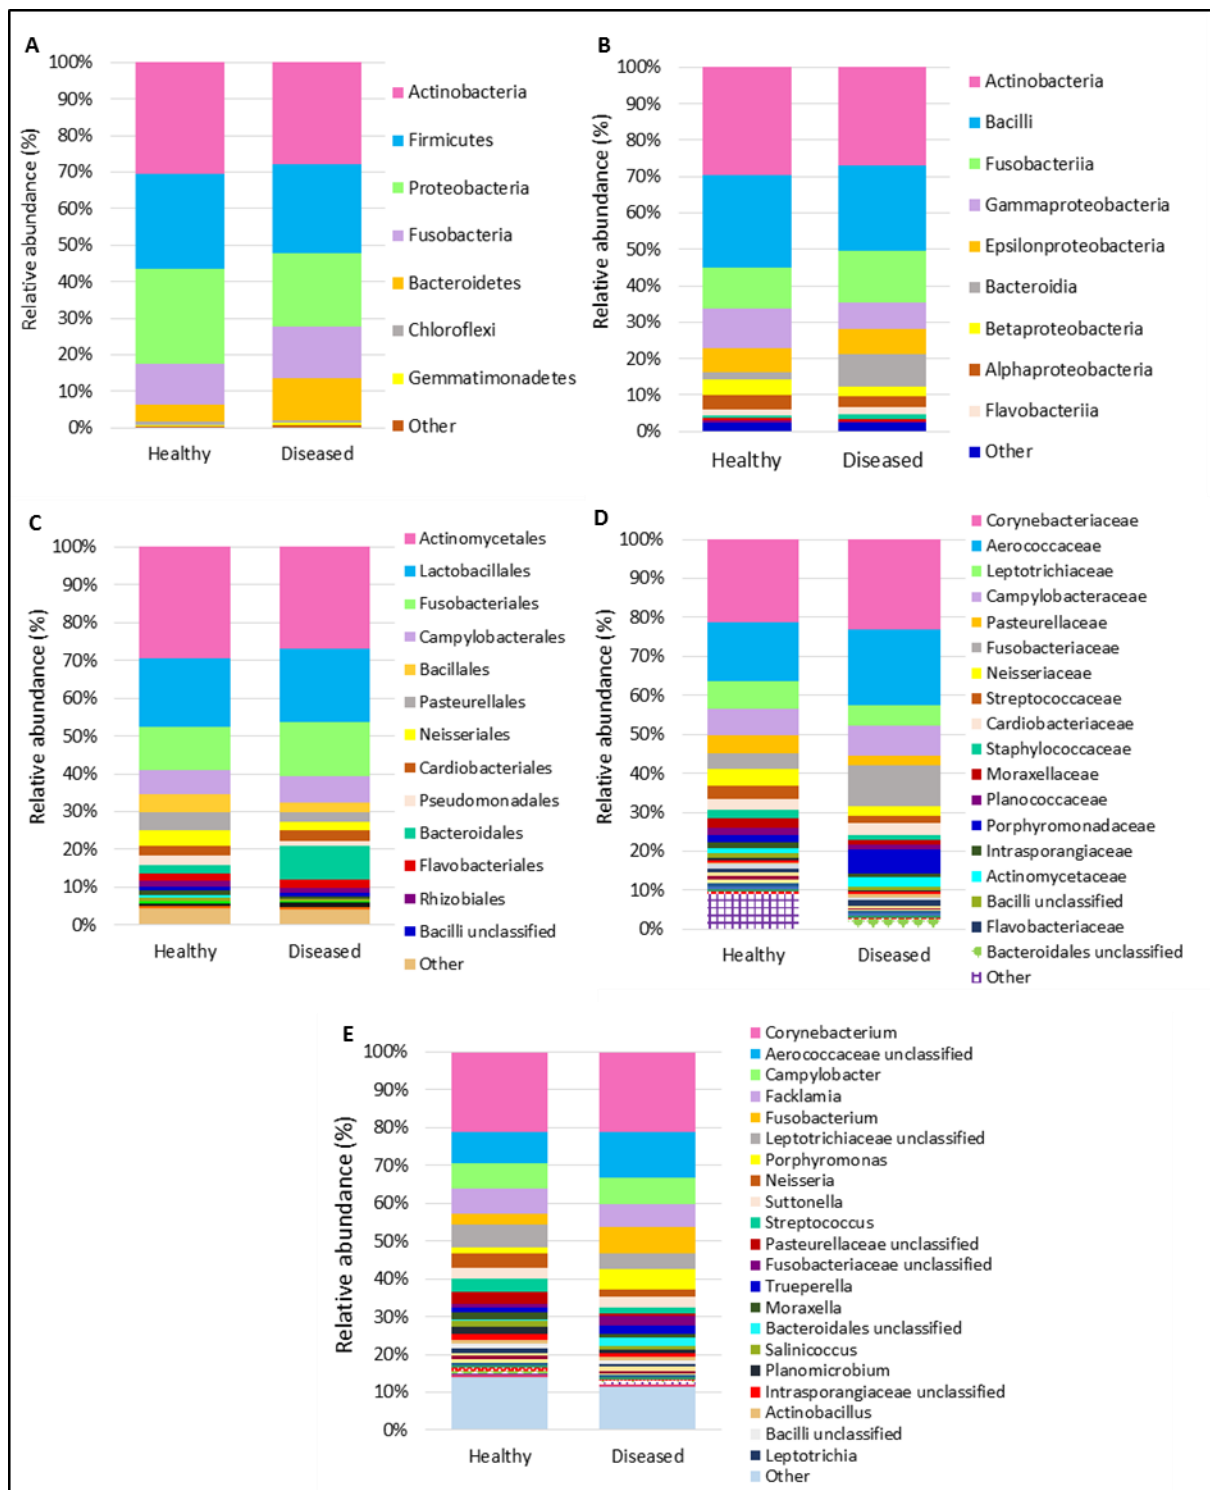 A
100%
90%
80%
70%
60%
50%
40%
30%
20%
10%
0%
Relative abundance (%)
Healthy
Diseased
Actinobacteria
Firmicutes
Proteobacteria
Fusobacteria
Bacteroidetes
Chloroflexi
Gemmatimonadetes
Other
B
100%
90%
80%
70%
60%
50%
40%
30%
20%
10%
0%
Relative abundance (%)
Healthy
Diseased
Actinobacteria
Bacilli
Fusobacteriia
Gammaproteobacteria
Epsilonproteobacteria
Bacteroidia
Betaproteobacteria
Alphaproteobacteria
Flavobacteriia
Other
C
100%
90%
80%
70%
60%
50%
40%
30%
20%
10%
0%
Relative abundance (%)
Healthy
Diseased
Actinomycetales
Lactobacillales
Fusobacteriales
Campylobacterales
Bacillales
Pasteurellales
Neisseriales
Cardiobacteriales
Pseudomonadales
Bacteroidales
Flavobacteriales
Rhizobiales
Bacilli unclassified
Other
D
100%
90%
80%
70%
60%
50%
40%
30%
20%
10%
0%
Relative abundance (%)
Healthy
Diseased
Corynebacteriaceae
Aerococcaceae
Leptotrichiaceae
Campylobacteraceae
Pasteurellaceae
Fusobacteriaceae
Neisseriaceae
Streptococcaceae
Cardiobacteriaceae
Staphylococcaceae
Moraxellaceae
Planococcaceae
Porphyromonadaceae
Intrasporangiaceae
Actinomycetaceae
Bacilli unclassified
Flavobacteriaceae
Bacteroidales unclassified
Other
E
100%
90%
80%
70%
60%
50%
40%
30%
20%
10%
0%
Relative abundance (%)
Healthy
Diseased
Corynebacterium
Aerococcaceae unclassified
Campylobacter
Facklamia
Fusobacterium
Leptotrichiaceae unclassified
Porphyromonas
Neisseria
Suttonella
Streptococcus
Pasteurellaceae unclassified
Fusobacteriaceae unclassified
Trueperella
Moraxella
Bacteroidales unclassified
Salinicoccus
Planomicrobium
Intrasporangiaceae unclassified
Actinobacillus
Bacilli unclassified
Leptotrichia
Other